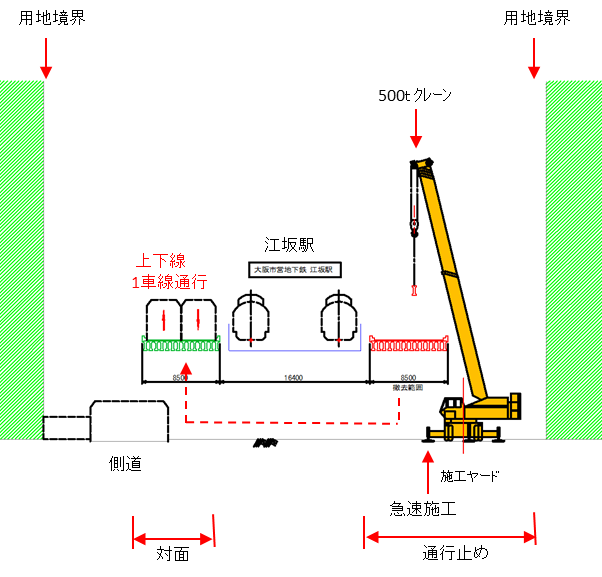 用地境界
用地境界
500tクレーン
江坂駅
大阪市営地下鉄 江坂駅
上下線
1車線通行
8500
16400
8500
撤去範囲
側道
施工ヤード
急速施工
対面
通行止め